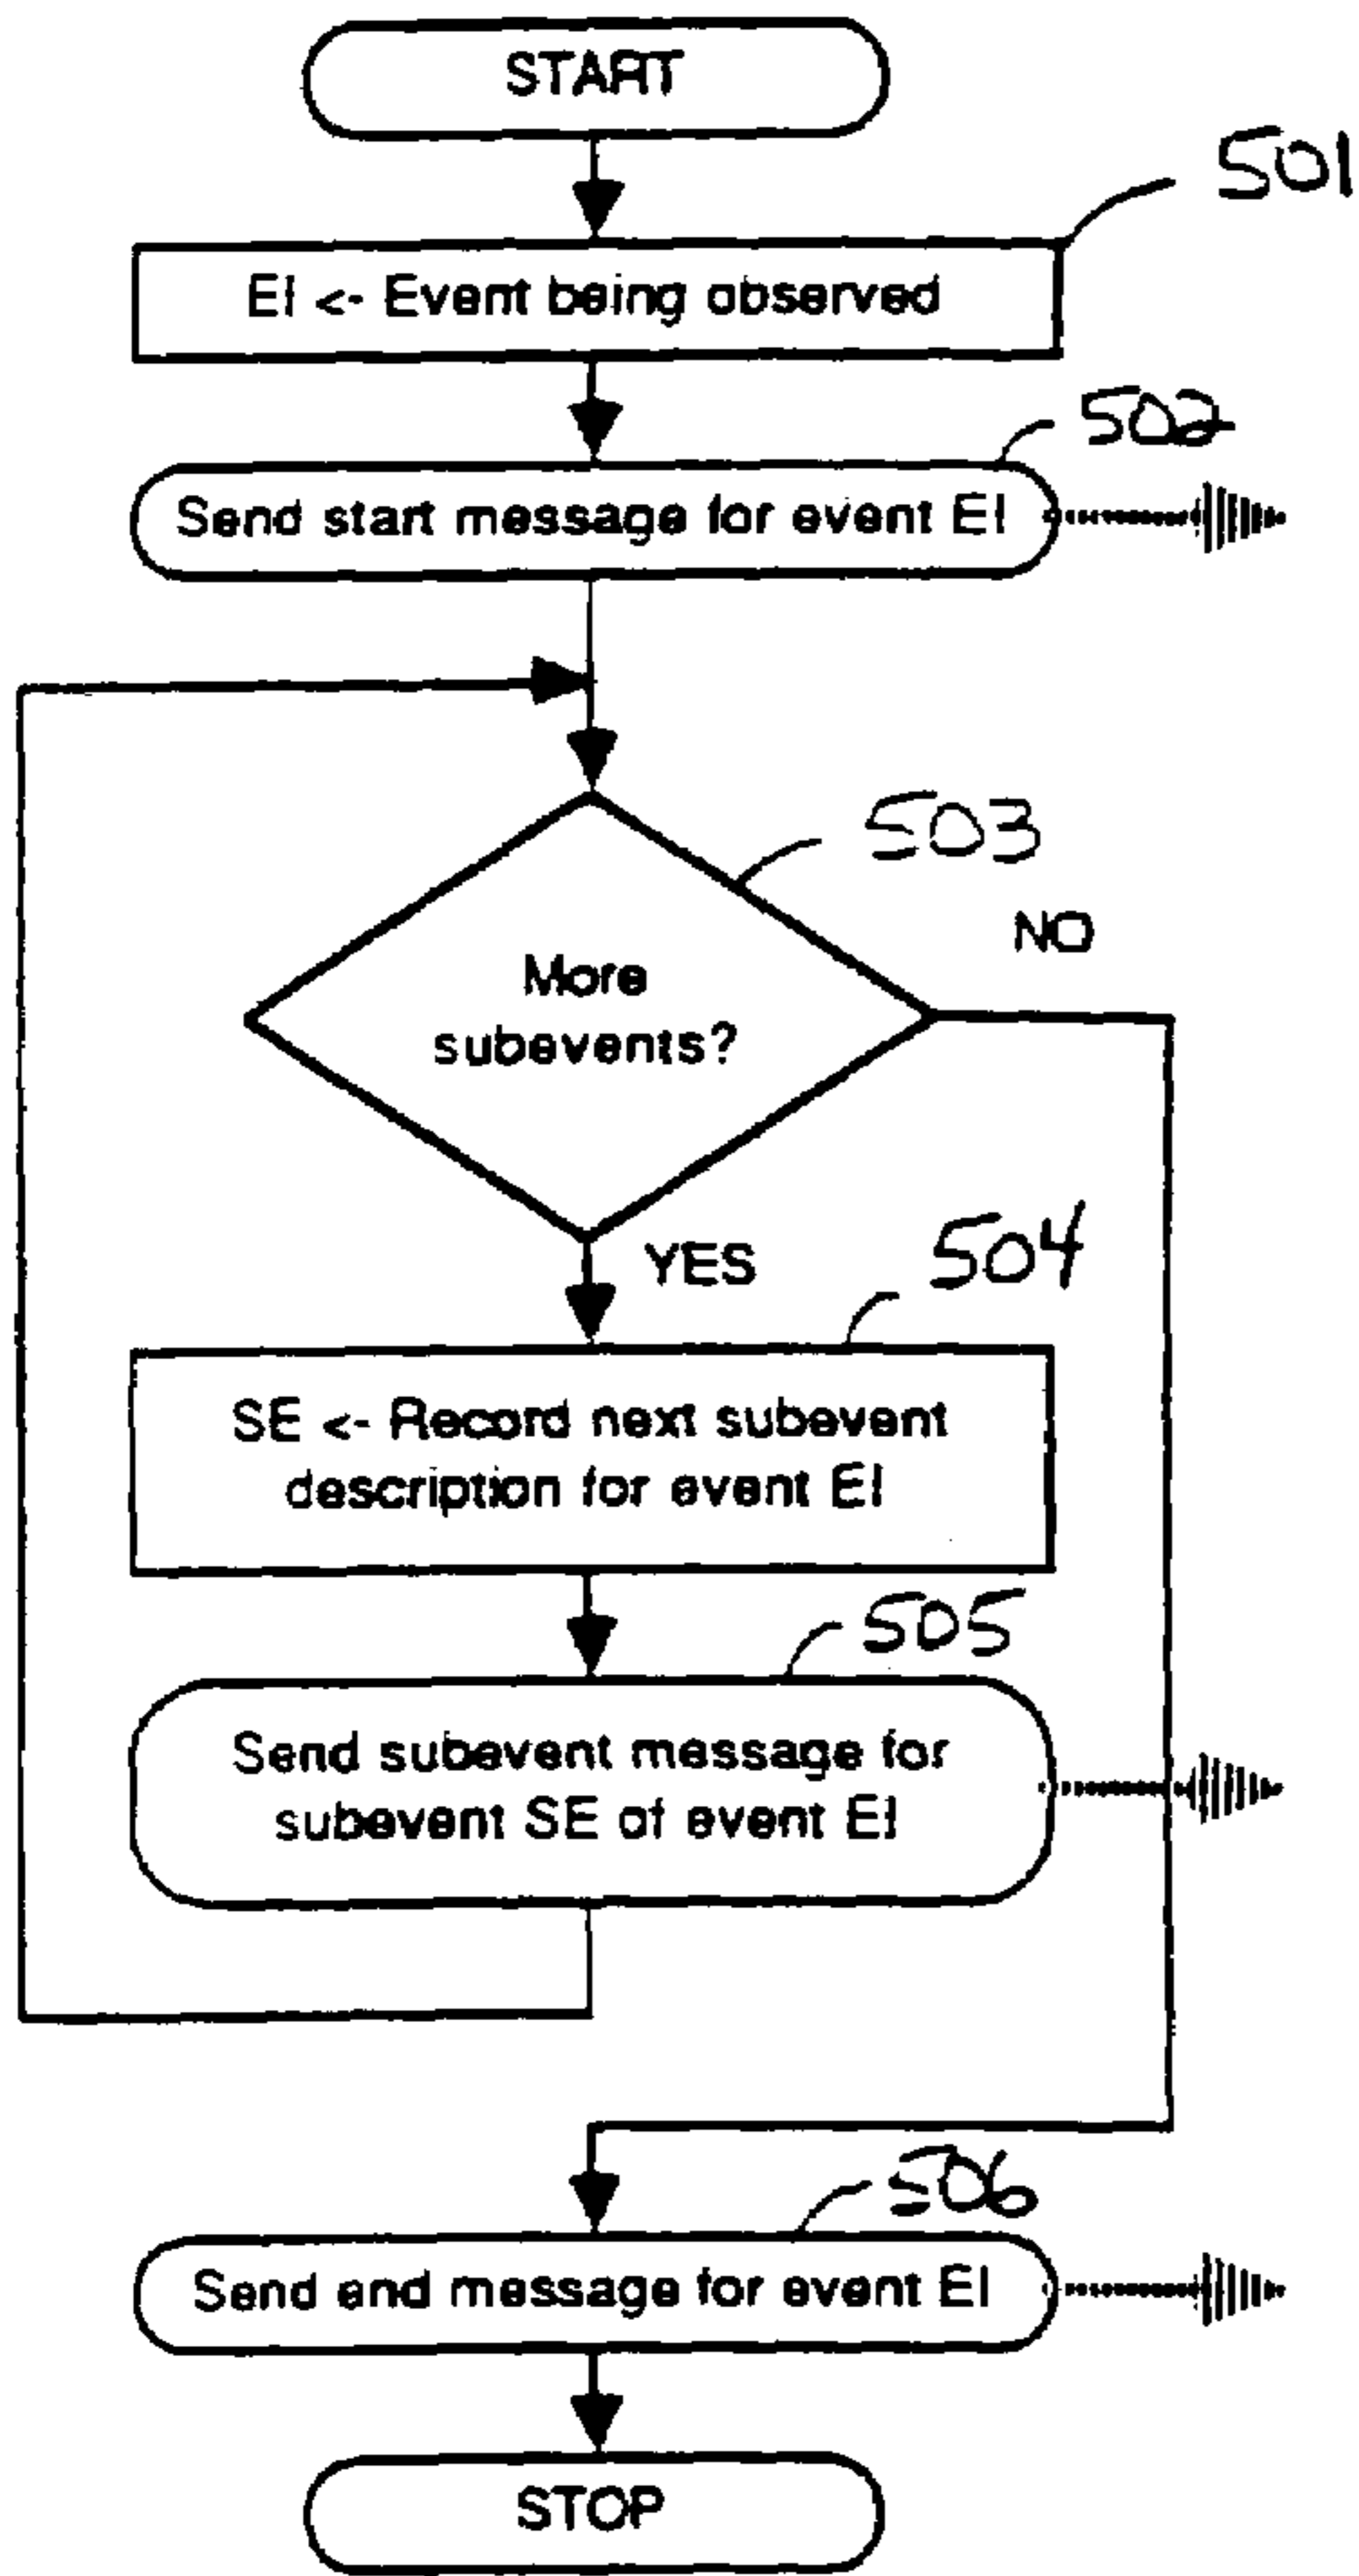 START
501
EI <- Event being observed
502
Send start message for event EI
503
NO
More
subevents?
YES
504
SE <- Record next subevent
description for event EI
505
Send subevent message for
subevent SE of event EI
506
Send end message for event EI
STOP